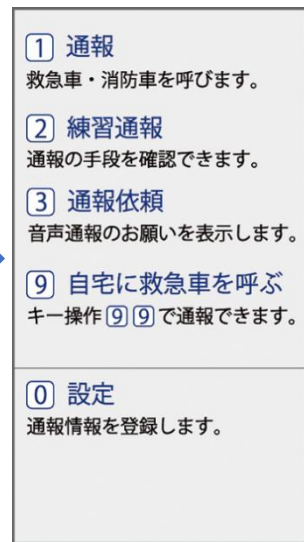 1 通報
救急車・消防車を呼びます。
2 練習通報
通報の手段を確認できます。
3 通報依頼
音声通報のお願いを表示します。
9 自宅に救急車を呼ぶ
キー操作99で通報できます。
0 設定
通報情報を登録します。